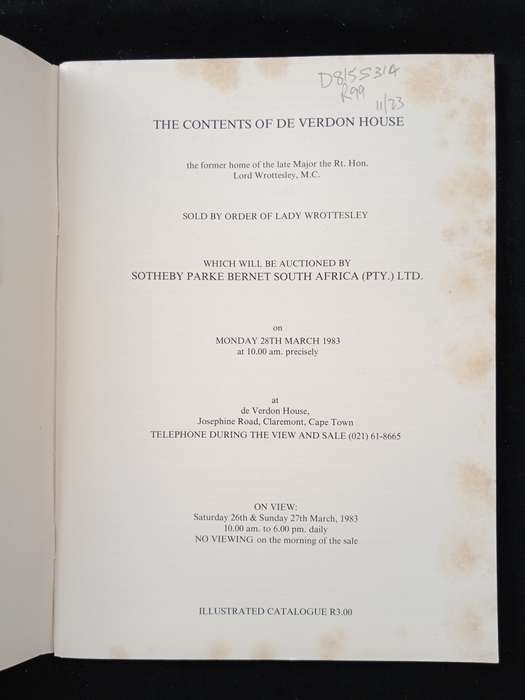 D815531A
R99
11/23
THE CONTENTS OF DE VERDON HOUSE
the former home of the late Major the Rt. Hon.
Lord Wrottesley, M.C.
SOLD BY ORDER OF LADY WROTTESLEY
WHICH WILL BE AUCTIONED BY
SOTHEBY PARKE BERNET SOUTH AFRICA (PTY.) LTD.
on
MONDAY 28TH MARCH 1983
at 10.00 am. precisely
at
de Verdon House,
Josephine Road, Claremont, Cape Town
TELEPHONE DURING THE VIEW AND SALE (021) 61-8665
ON VIEW:
Saturday 26th & Sunday 27th March, 1983
10.00 am. to 6.00 pm. daily
NO VIEWING on the morning of the sale
ILLUSTRATED CATALOGUE R3.00